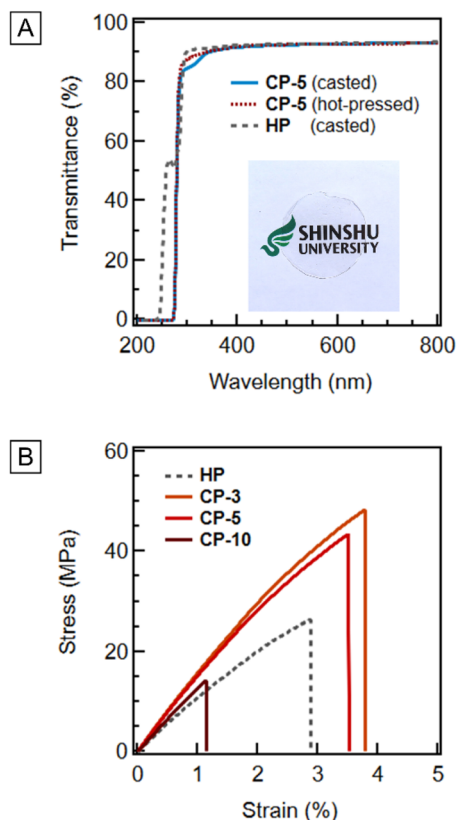 A
100
80
60
40
20
0
Transmittance (%)
CP-5 (casted)
CP-5 (hot-pressed)
HP (casted)
SHINSHU
UNIVERSITY
200 400 600 800
Wavelength (nm)
B
60
40
20
0
Stress (MPa)
HP
CP-3
CP-5
CP-10
0 1 2 3 4 5
Strain (%)